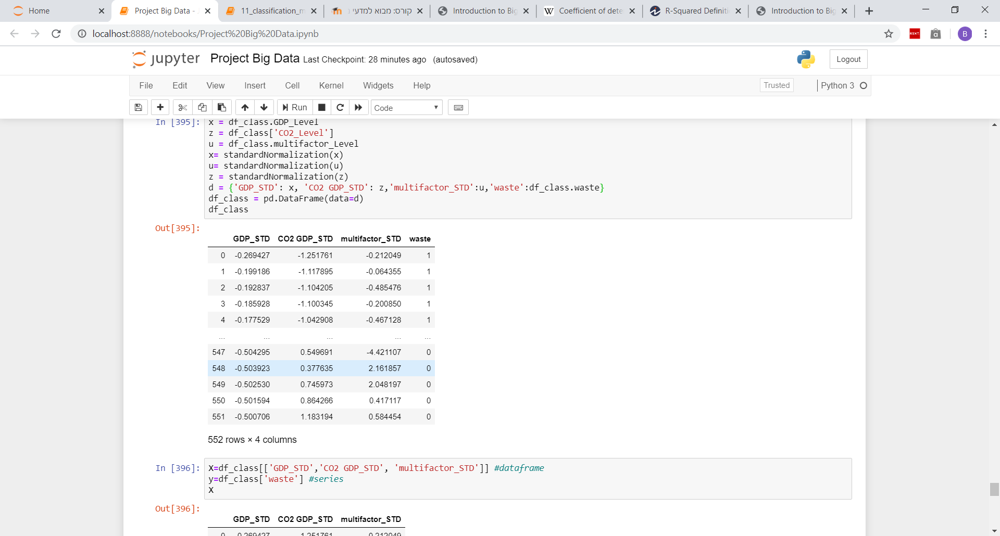 Home
Project Big Data -
11_classification_m
קורס: מבוא למדעי נ
Introduction to Big
Coefficient of dete
R-Squared Definiti
Introduction to Big
localhost:8888/notebooks/Project%20Big%20Data.ipynb
NEXT
a
B
jupyter Project Big Data Last Checkpoint: 28 minutes ago (autosaved)
Logout
File Edit View Insert Cell Kernel Widgets Help
Trusted
Python 3
Run
Code
In [395]: x = df_class.GDP_Level
z = df_class['CO2_Level']
u = df_class.multifactor_Level
x= standardNormalization(x)
u= standardNormalization(u)
z = standardNormalization(z)
d = {'GDP_STD': x, 'CO2 GDP_STD': z,'multifactor_STD':u,'waste':df_class.waste}
df_class = pd.DataFrame(data=d)
df_class
Out[395]:
GDP_STD CO2 GDP_STD multifactor_STD waste
0 -0.269427 -1.251761 -0.212049 1
1 -0.199186 -1.117895 -0.064355 1
2 -0.192837 -1.104205 -0.485476 1
3 -0.185928 -1.100345 -0.200850 1
4 -0.177529 -1.042908 -0.467128 1
... ... ... ... ...
547 -0.504295 0.549691 -4.421107 0
548 -0.503923 0.377635 2.161857 0
549 -0.502530 0.745973 2.048197 0
550 -0.501594 0.864266 0.417117 0
551 -0.500706 1.183194 0.584454 0
552 rows × 4 columns
In [396]: X=df_class[['GDP_STD','CO2 GDP_STD', 'multifactor_STD']] #dataframe
y=df_class['waste'] #series
X
Out[396]:
GDP_STD CO2 GDP_STD multifactor_STD
0 -0.269427 -1.251761 -0.212049